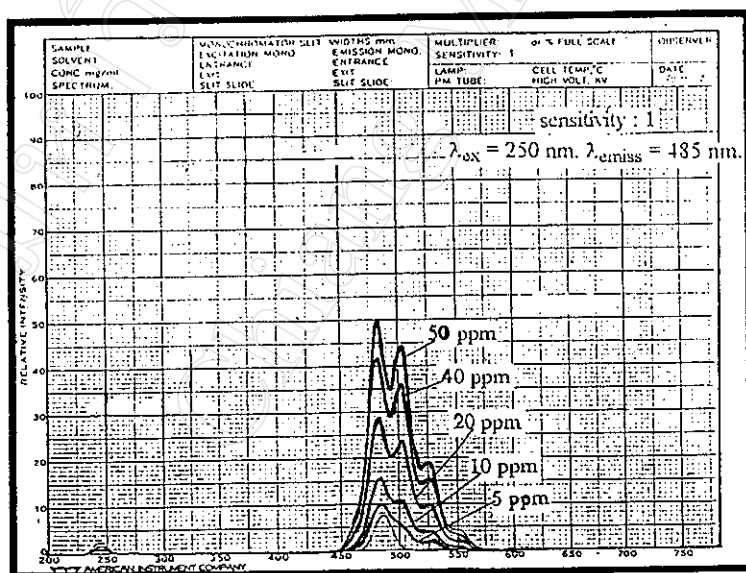 SAMPLE
SOLVENT
CONC mg/ml
SPECTRUM
MONOCHROMATOR SLIT WIDTHS mm
EXCITATION MONO
ENTRANCE
EXIT
SLIT SLIDE
EMISSION MONO.
ENTRANCE
EXIT
SLIT SLIDE
MULTIPLIER: % FULL SCALE
SENSITIVITY: 1
LAMP: CELL TEMP. °C
PM TUBE: HIGH VOLT, KV
OBSERVER
DATE
sensitivity : 1
λex = 250 nm. λemiss = 485 nm.
RELATIVE INTENSITY
100
90
80
70
60
50
40
30
20
10
0
50 ppm
40 ppm
20 ppm
10 ppm
5 ppm
200 250 300 350 400 450 500 550 600 650 700 750
AMERICAN INSTRUMENT COMPANY